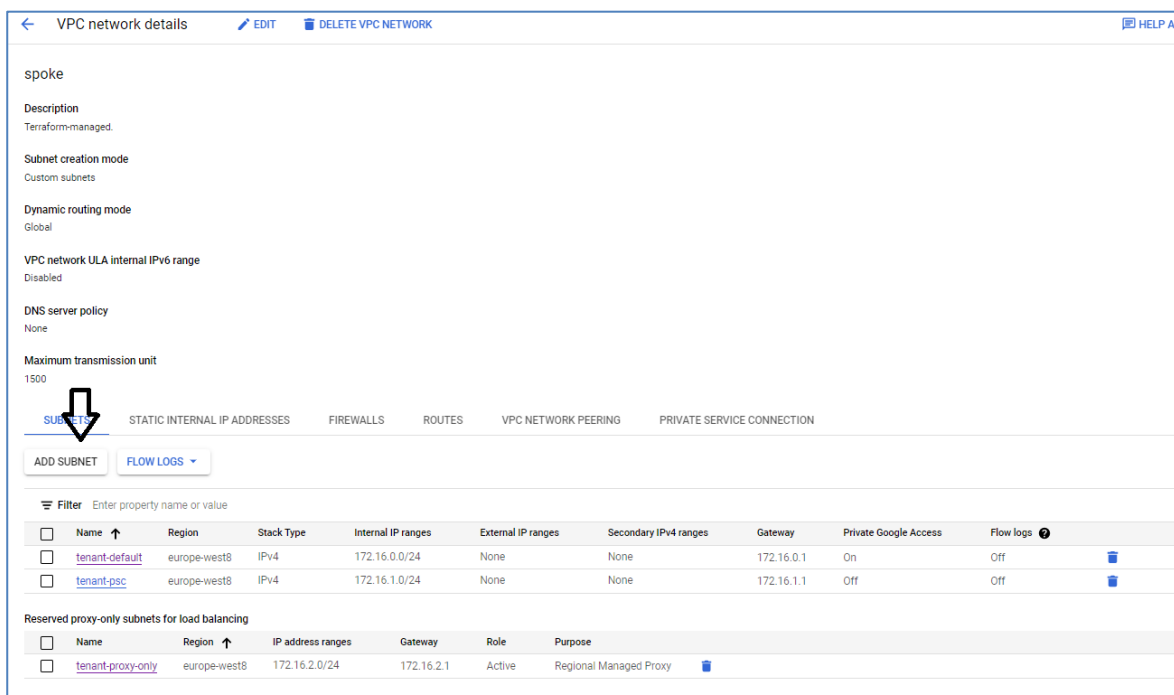 VPC network details EDIT DELETE VPC NETWORK HELP A
spoke
Description
Terraform-managed.
Subnet creation mode
Custom subnets
Dynamic routing mode
Global
VPC network ULA internal IPv6 range
Disabled
DNS server policy
None
Maximum transmission unit
1500
SUBNETS STATIC INTERNAL IP ADDRESSES FIREWALLS ROUTES VPC NETWORK PEERING PRIVATE SERVICE CONNECTION
ADD SUBNET FLOW LOGS
Filter Enter property name or value
Name Region Stack Type Internal IP ranges External IP ranges Secondary IPv4 ranges Gateway Private Google Access Flow logs
tenant-default europe-west8 IPv4 172.16.0.0/24 None None 172.16.0.1 On Off
tenant-psc europe-west8 IPv4 172.16.1.0/24 None None 172.16.1.1 Off Off
Reserved proxy-only subnets for load balancing
Name Region IP address ranges Gateway Role Purpose
tenant-proxy-only europe-west8 172.16.2.0/24 172.16.2.1 Active Regional Managed Proxy